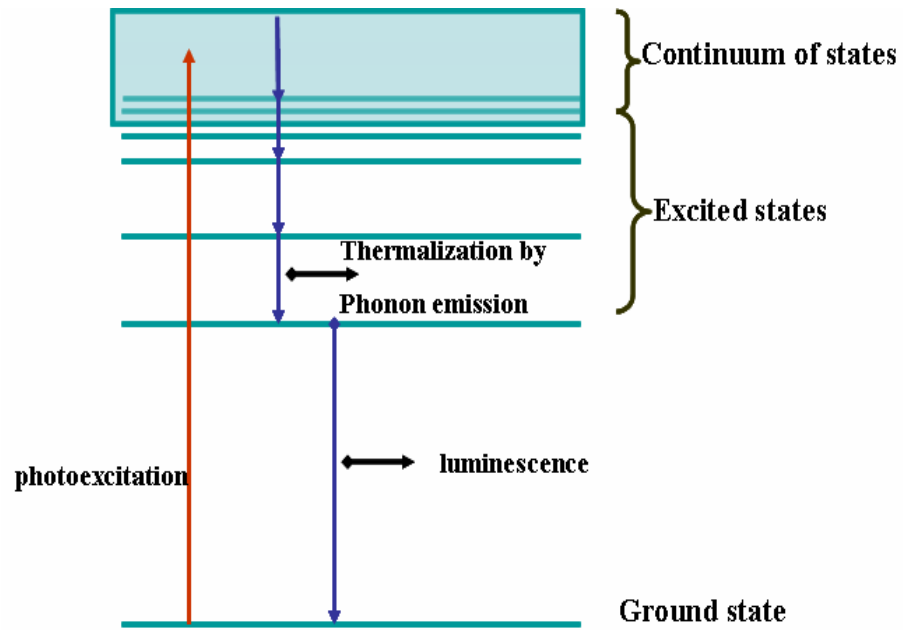 Continuum of states
Excited states
Thermalization by
Phonon emission
photoexcitation
luminescence
Ground state